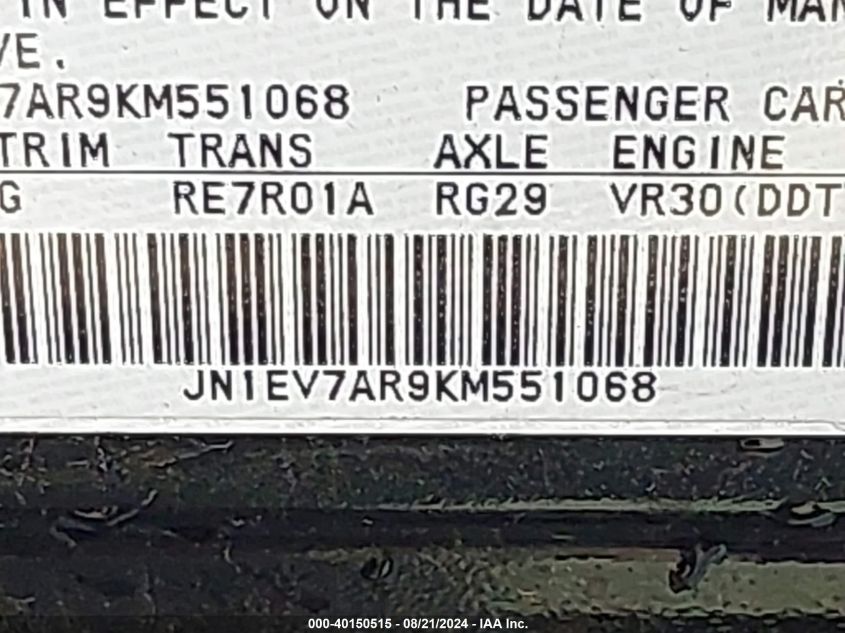 IN EFFECT ON THE DATE OF MAN
VE.
7AR9KM551068 PASSENGER CAR
TRIM TRANS AXLE ENGINE
G RE7R01A RG29 VR30(DDT
JN1EV7AR9KM551068
000-40150515 - 08/21/2024 - IAA Inc.